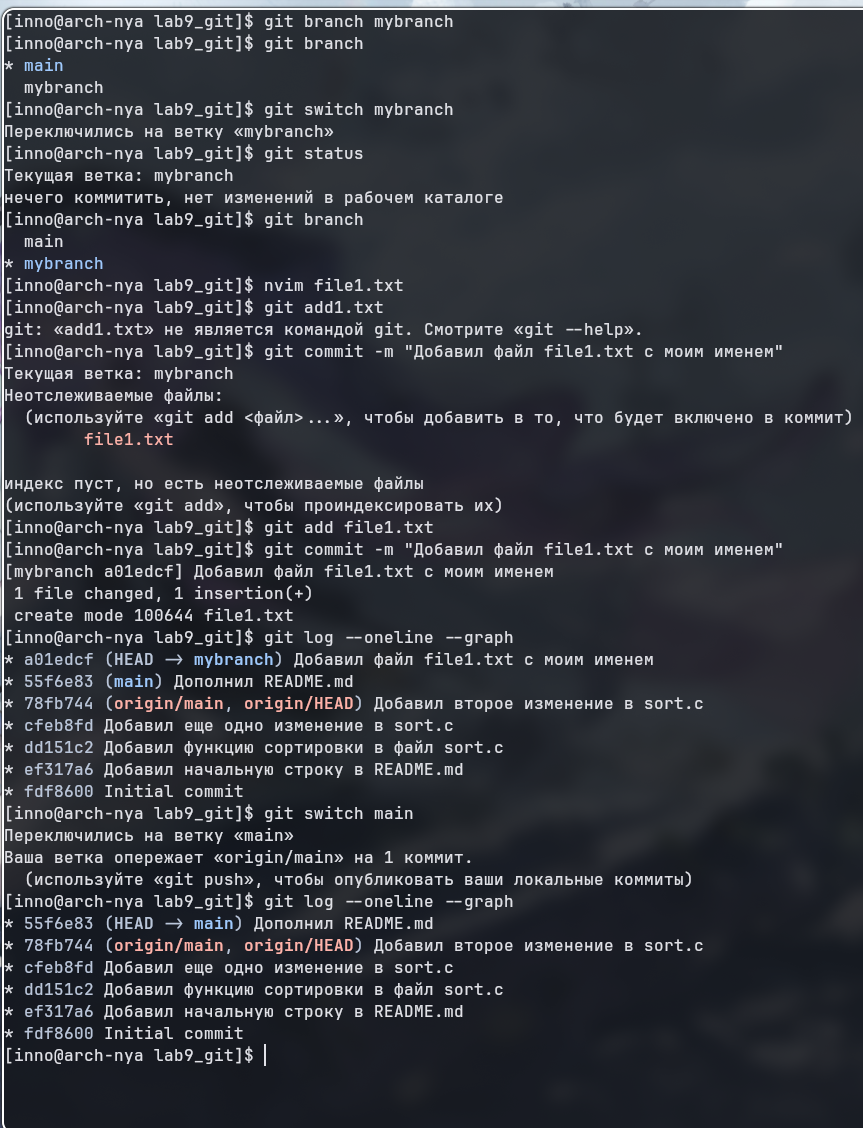 [inno@arch-nya lab9_git]$ git branch mybranch
[inno@arch-nya lab9_git]$ git branch
* main
  mybranch
[inno@arch-nya lab9_git]$ git switch mybranch
Переключились на ветку «mybranch»
[inno@arch-nya lab9_git]$ git status
Текущая ветка: mybranch
нечего коммитить, нет изменений в рабочем каталоге
[inno@arch-nya lab9_git]$ git branch
  main
* mybranch
[inno@arch-nya lab9_git]$ nvim file1.txt
[inno@arch-nya lab9_git]$ git add1.txt
git: «add1.txt» не является командой git. Смотрите «git --help».
[inno@arch-nya lab9_git]$ git commit -m "Добавил файл file1.txt с моим именем"
Текущая ветка: mybranch
Неотслеживаемые файлы:
  (используйте «git add <файл>...», чтобы добавить в то, что будет включено в коммит)
        file1.txt

индекс пуст, но есть неотслеживаемые файлы
(используйте «git add», чтобы проиндексировать их)
[inno@arch-nya lab9_git]$ git add file1.txt
[inno@arch-nya lab9_git]$ git commit -m "Добавил файл file1.txt с моим именем"
[mybranch a01edcf] Добавил файл file1.txt с моим именем
 1 file changed, 1 insertion(+)
 create mode 100644 file1.txt
[inno@arch-nya lab9_git]$ git log --oneline --graph
* a01edcf (HEAD -> mybranch) Добавил файл file1.txt с моим именем
* 55f6e83 (main) Дополнил README.md
* 78fb744 (origin/main, origin/HEAD) Добавил второе изменение в sort.c
* cfeb8fd Добавил еще одно изменение в sort.c
* dd151c2 Добавил функцию сортировки в файл sort.c
* ef317a6 Добавил начальную строку в README.md
* fdf8600 Initial commit
[inno@arch-nya lab9_git]$ git switch main
Переключились на ветку «main»
Ваша ветка опережает «origin/main» на 1 коммит.
  (используйте «git push», чтобы опубликовать ваши локальные коммиты)
[inno@arch-nya lab9_git]$ git log --oneline --graph
* 55f6e83 (HEAD -> main) Дополнил README.md
* 78fb744 (origin/main, origin/HEAD) Добавил второе изменение в sort.c
* cfeb8fd Добавил еще одно изменение в sort.c
* dd151c2 Добавил функцию сортировки в файл sort.c
* ef317a6 Добавил начальную строку в README.md
* fdf8600 Initial commit
[inno@arch-nya lab9_git]$